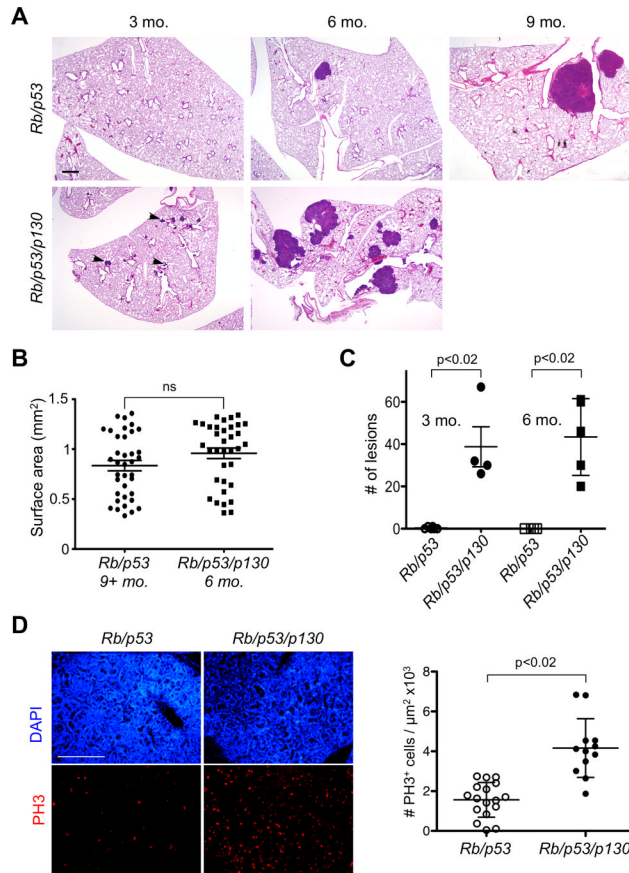 A
3 mo. 6 mo. 9 mo.
Rb/p53
Rb/p53/p130
B
ns
Surface area (mm²)
1.5
1
0.5
0
Rb/p53
9+ mo.
Rb/p53/p130
6 mo.
C
p<0.02 p<0.02
3 mo. 6 mo.
# of lesions
60
40
20
0
Rb/p53
Rb/p53/p130
Rb/p53
Rb/p53/p130
D
Rb/p53 Rb/p53/p130
DAPI
PH3
p<0.02
# PH3⁺ cells / μm² x10³
8
6
4
2
0
Rb/p53 Rb/p53/p130